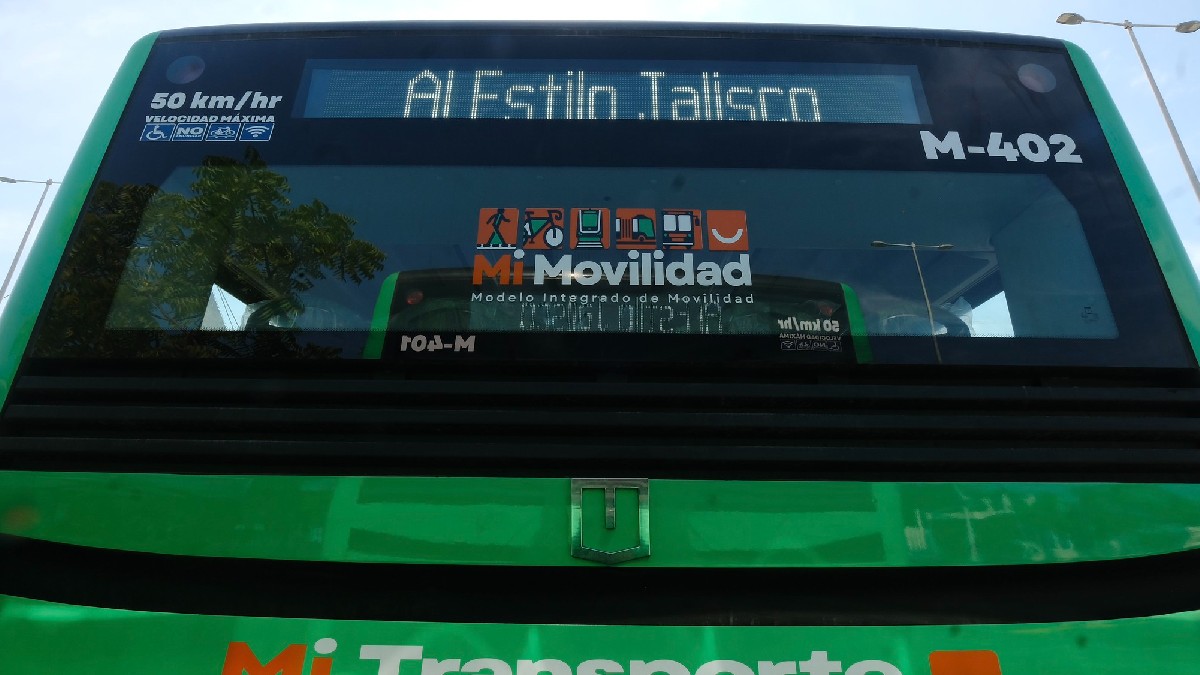 Al Estilo Jalisco
50 km/hr
VELOCIDAD MÁXIMA
NO
M-402
Mi Movilidad
Modelo Integrado de Movilidad
50 km/hr
M-401
Mi Transporte